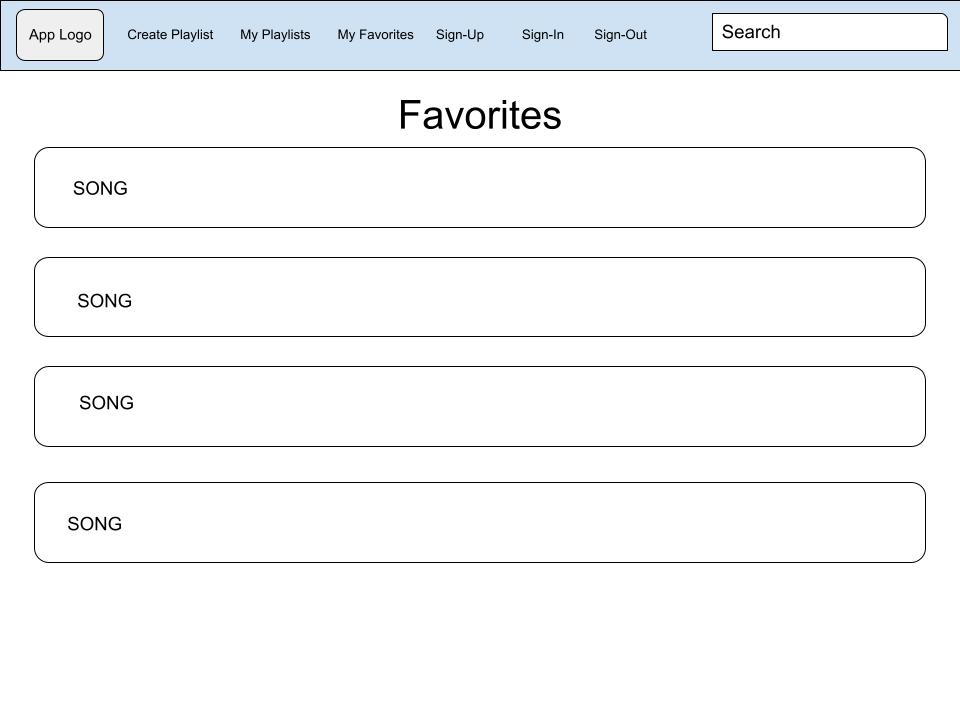 App Logo Create Playlist My Playlists My Favorites Sign-Up Sign-In Sign-Out Search
Favorites
SONG
SONG
SONG
SONG